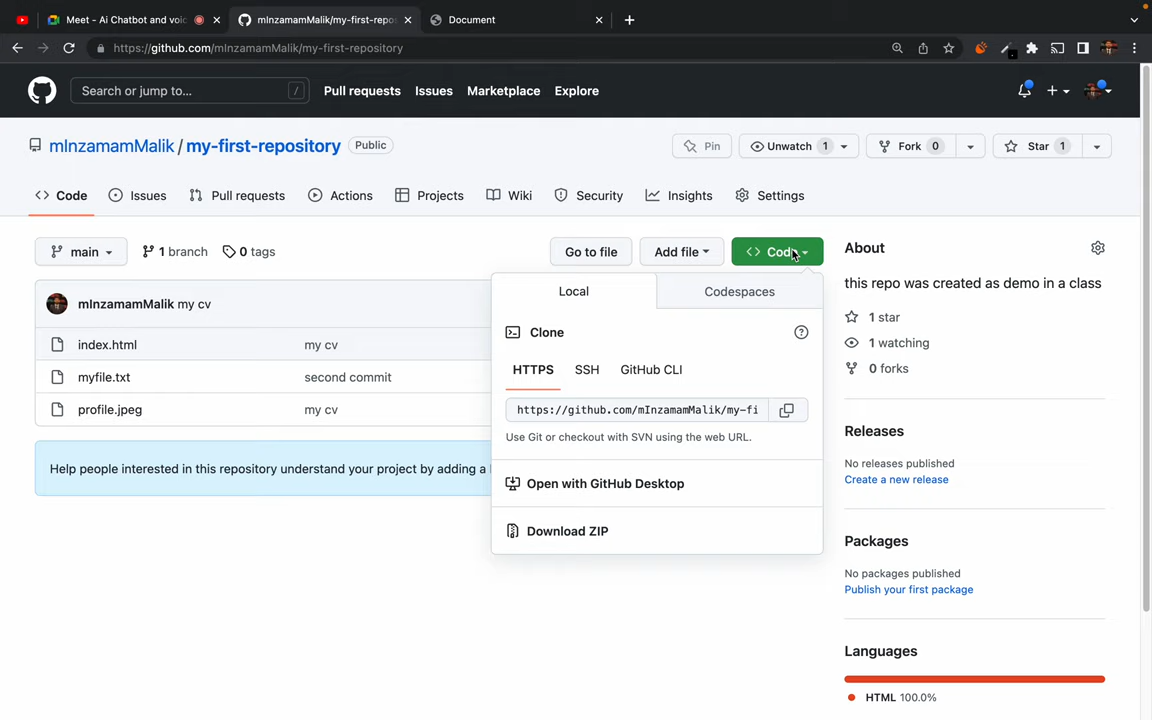 Meet - Ai Chatbot and voic
mInzamamMalik/my-first-repos
Document
https://github.com/mInzamamMalik/my-first-repository
Search or jump to...
/
Pull requests
Issues
Marketplace
Explore
mInzamamMalik / my-first-repository
Public
Pin
Unwatch 1
Fork 0
Star 1
Code
Issues
Pull requests
Actions
Projects
Wiki
Security
Insights
Settings
main
1 branch
0 tags
Go to file
Add file
Code
About
this repo was created as demo in a class
1 star
1 watching
0 forks
mInzamamMalik my cv
index.html my cv
myfile.txt second commit
profile.jpeg my cv
Help people interested in this repository understand your project by adding a
Local
Codespaces
Clone
HTTPS
SSH
GitHub CLI
https://github.com/mInzamamMalik/my-fi
Use Git or checkout with SVN using the web URL.
Open with GitHub Desktop
Download ZIP
Releases
No releases published
Create a new release
Packages
No packages published
Publish your first package
Languages
HTML 100.0%